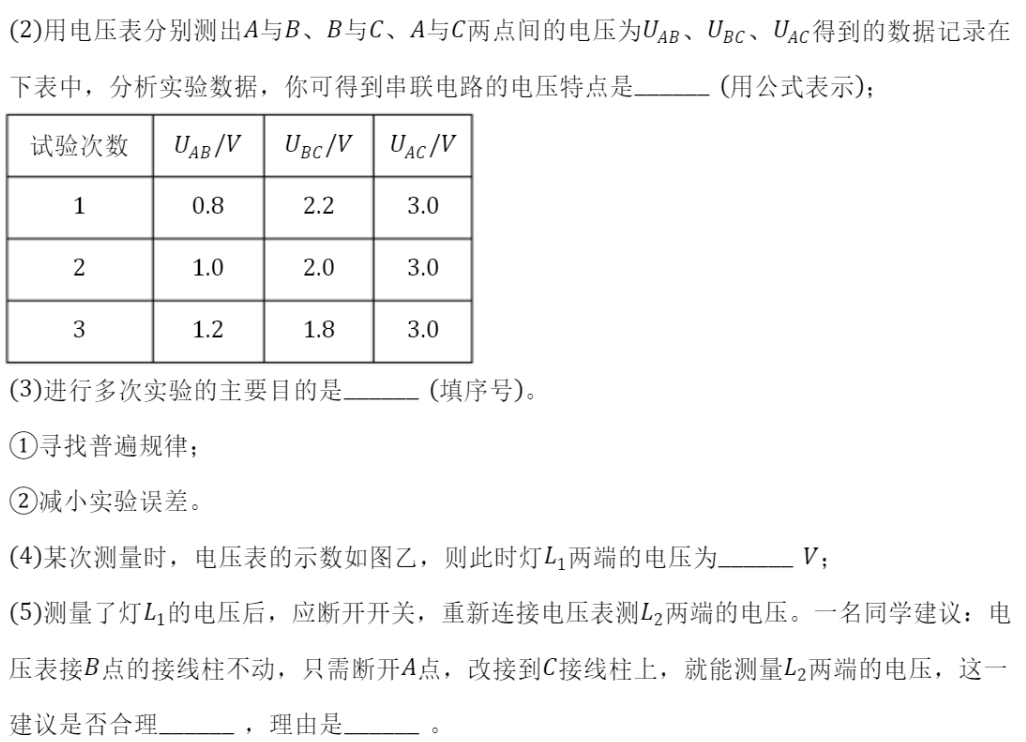 (2)用电压表分别测出A与B、B与C、A与C两点间的电压为U_AB、U_BC、U_AC得到的数据记录在
下表中，分析实验数据，你可得到串联电路的电压特点是______ (用公式表示)；
试验次数 U_AB/V U_BC/V U_AC/V
1 0.8 2.2 3.0
2 1.0 2.0 3.0
3 1.2 1.8 3.0
(3)进行多次实验的主要目的是______ (填序号)。
①寻找普遍规律；
②减小实验误差。
(4)某次测量时，电压表的示数如图乙，则此时灯L₁两端的电压为______ V；
(5)测量了灯L₁的电压后，应断开开关，重新连接电压表测L₂两端的电压。一名同学建议：电
压表接B点的接线柱不动，只需断开A点，改接到C接线柱上，就能测量L₂两端的电压，这一
建议是否合理______ ，理由是______ 。